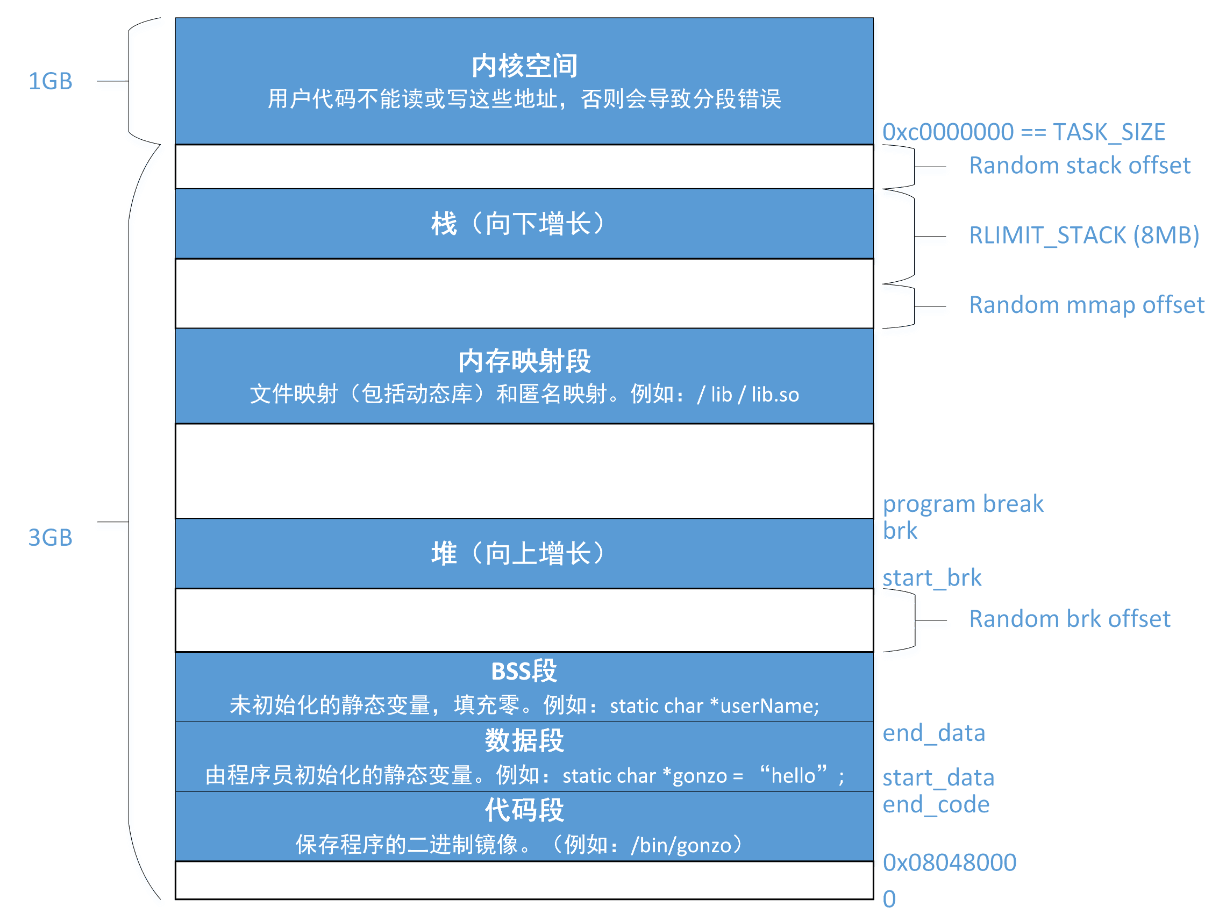 1GB
内核空间
用户代码不能读或写这些地址，否则会导致分段错误
0xc0000000 == TASK_SIZE
Random stack offset
栈（向下增长）
RLIMIT_STACK (8MB)
Random mmap offset
内存映射段
文件映射（包括动态库）和匿名映射。例如：/ lib / lib.so
program break
brk
3GB
堆（向上增长）
start_brk
Random brk offset
BSS段
未初始化的静态变量，填充零。例如：static char *userName;
end_data
数据段
由程序员初始化的静态变量。例如：static char *gonzo = “hello”;
start_data
end_code
代码段
保存程序的二进制镜像。（例如：/bin/gonzo）
0x08048000
0